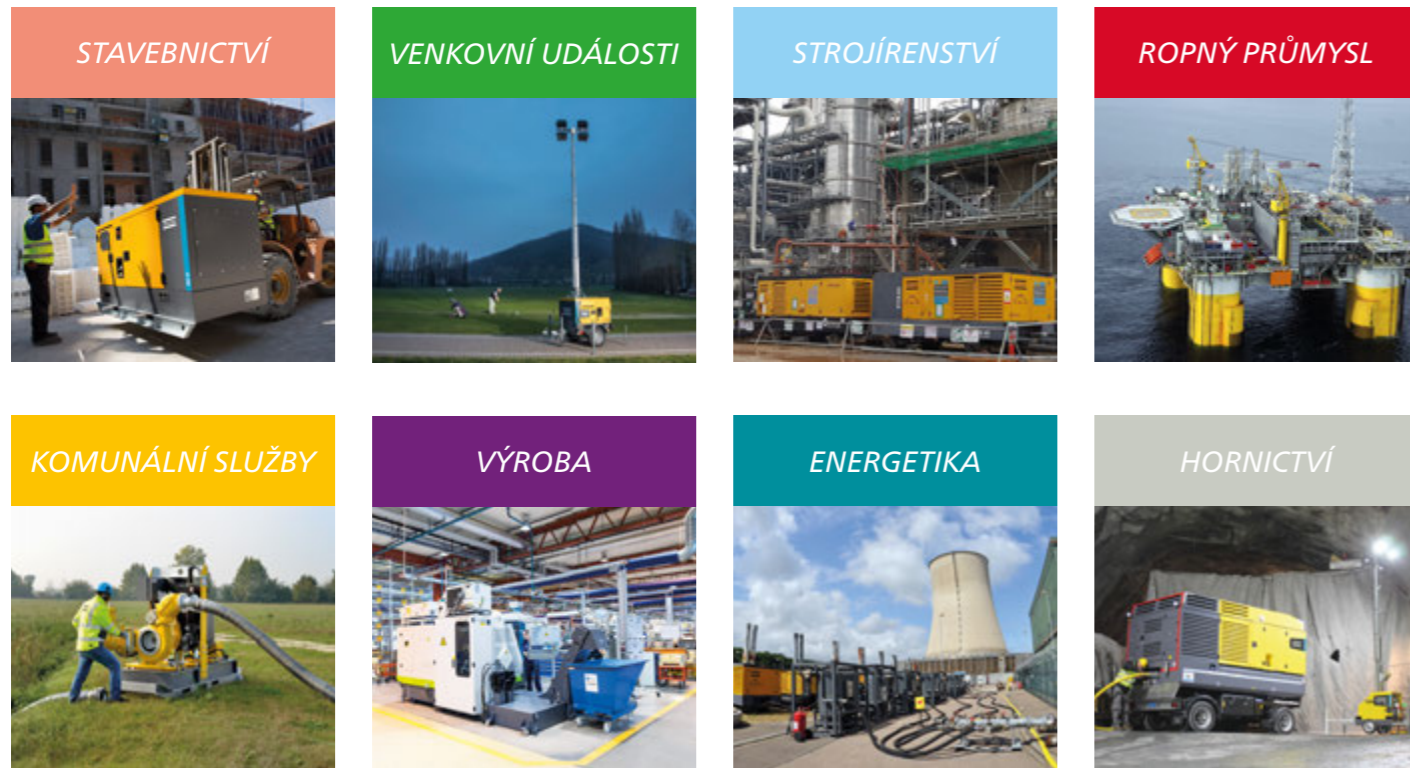 STAVEBNICTVÍ
VENKOVNÍ UDÁLOSTI
STROJÍRENSTVÍ
ROPNÝ PRŮMYSL
KOMUNÁLNÍ SLUŽBY
VÝROBA
ENERGETIKA
HORNICTVÍ